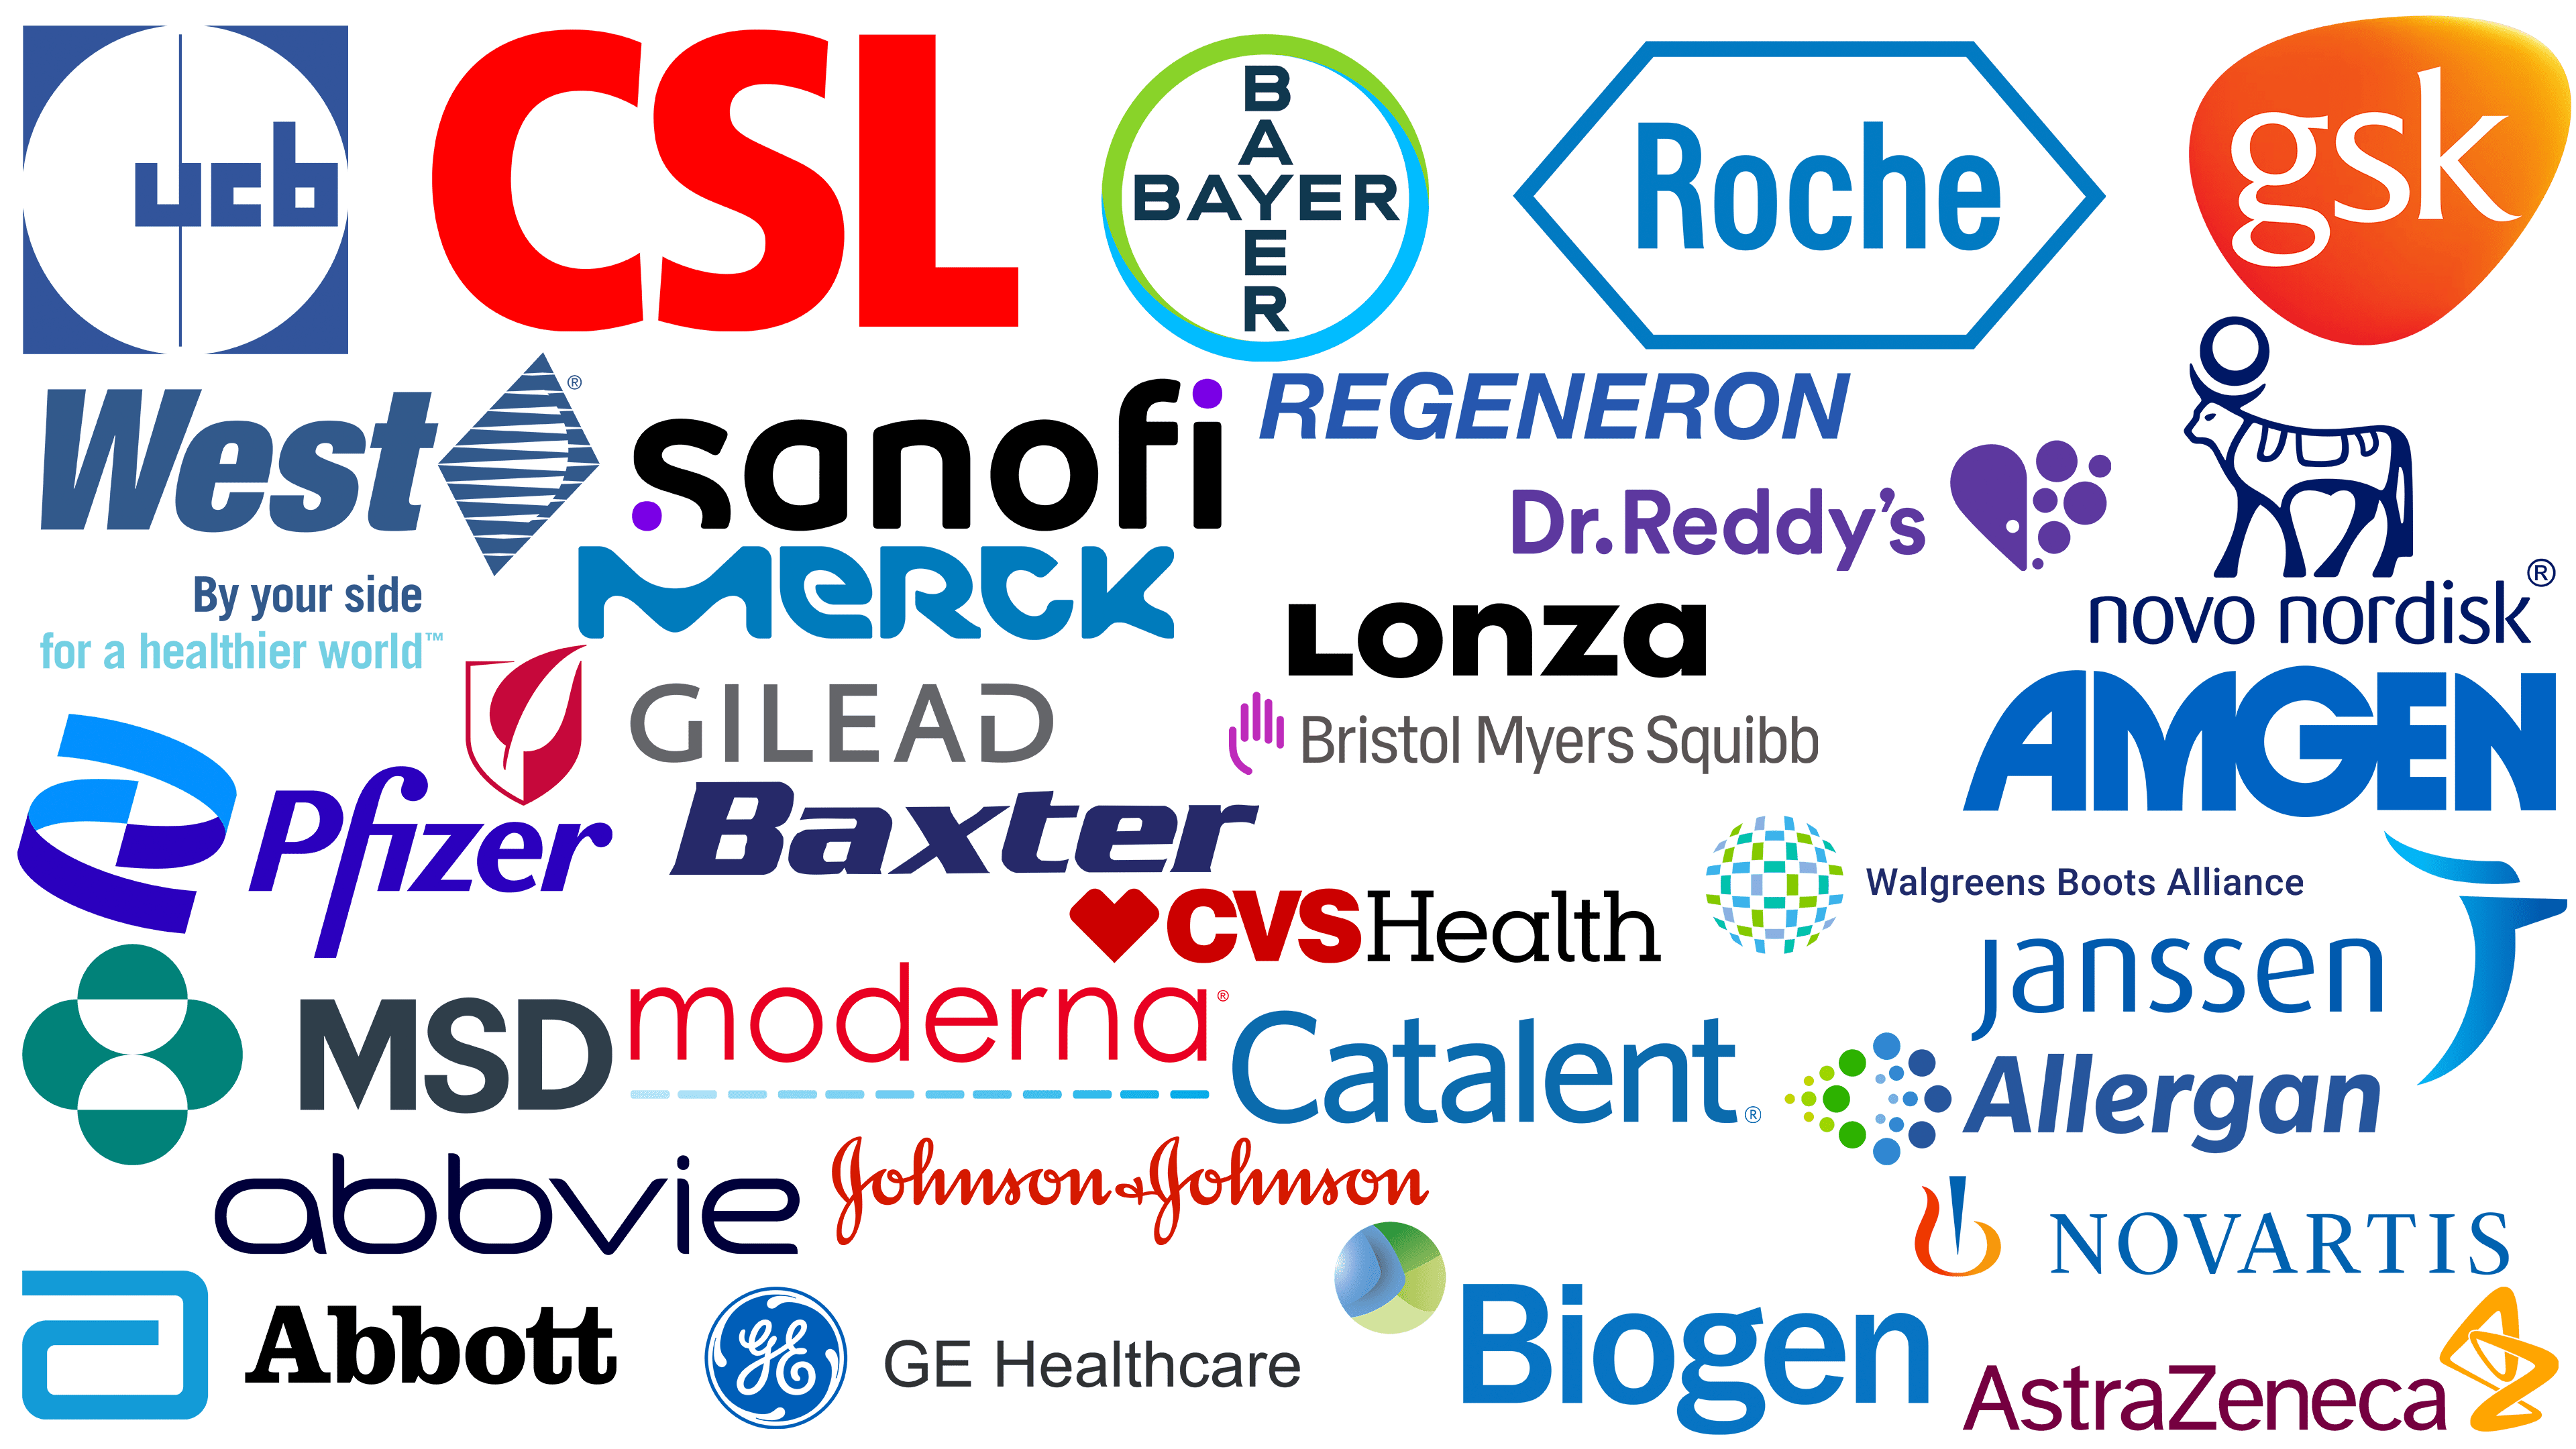 ucb
CSL
BAYER
BAYER
Roche
gsk
West®
By your side
for a healthier world™
sanofi
REGENERON
Dr.Reddy's
novo nordisk®
MERCK
Lonza
GILEAD
Bristol Myers Squibb
AMGEN
Pfizer
Baxter
CVSHealth
Walgreens Boots Alliance
janssen
MSD
moderna®
Catalent®
Allergan
abbvie
Johnson&Johnson
NOVARTIS
Abbott
GE
GE Healthcare
Biogen
AstraZeneca